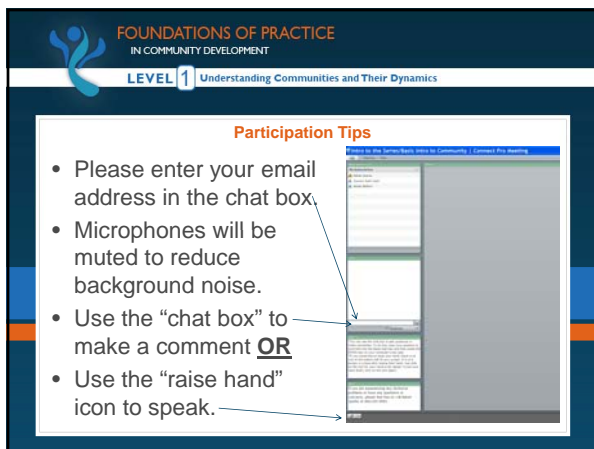 FOUNDATIONS OF PRACTICE
IN COMMUNITY DEVELOPMENT
LEVEL 1 Understanding Communities and Their Dynamics
Participation Tips
• Please enter your email
address in the chat box.
• Microphones will be
muted to reduce
background noise.
• Use the “chat box” to
make a comment OR
• Use the “raise hand”
icon to speak.
Intro to the Series/Basic Intro to Community | Connect Pro Meeting